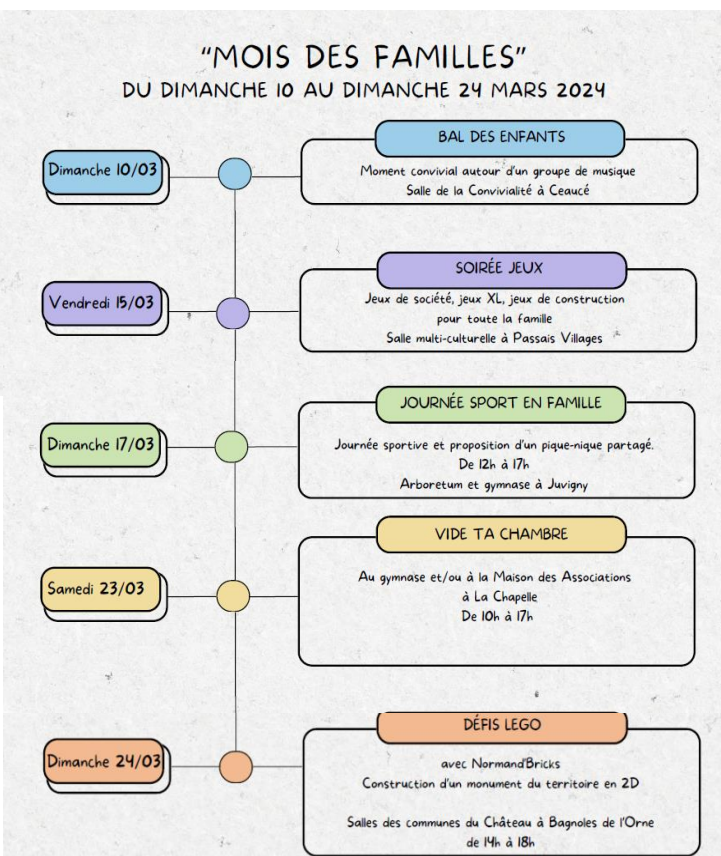 “MOIS DES FAMILLES”
DU DIMANCHE 10 AU DIMANCHE 24 MARS 2024
Dimanche 10/03
BAL DES ENFANTS
Moment convivial autour d'un groupe de musique
Salle de la Convivialité à Ceaucé
Vendredi 15/03
SOIRÉE JEUX
Jeux de société, jeux XL, jeux de construction
pour toute la famille
Salle multi-culturelle à Passais Villages
Dimanche 17/03
JOURNÉE SPORT EN FAMILLE
Journée sportive et proposition d'un pique-nique partagé.
De 12h à 17h
Arboretum et gymnase à Juvigny
Samedi 23/03
VIDE TA CHAMBRE
Au gymnase et/ou à la Maison des Associations
à La Chapelle
De 10h à 17h
Dimanche 24/03
DÉFIS LEGO
avec Normand'Bricks
Construction d'un monument du territoire en 2D
Salles des communes du Château à Bagnoles de l'Orne
de 14h à 18h